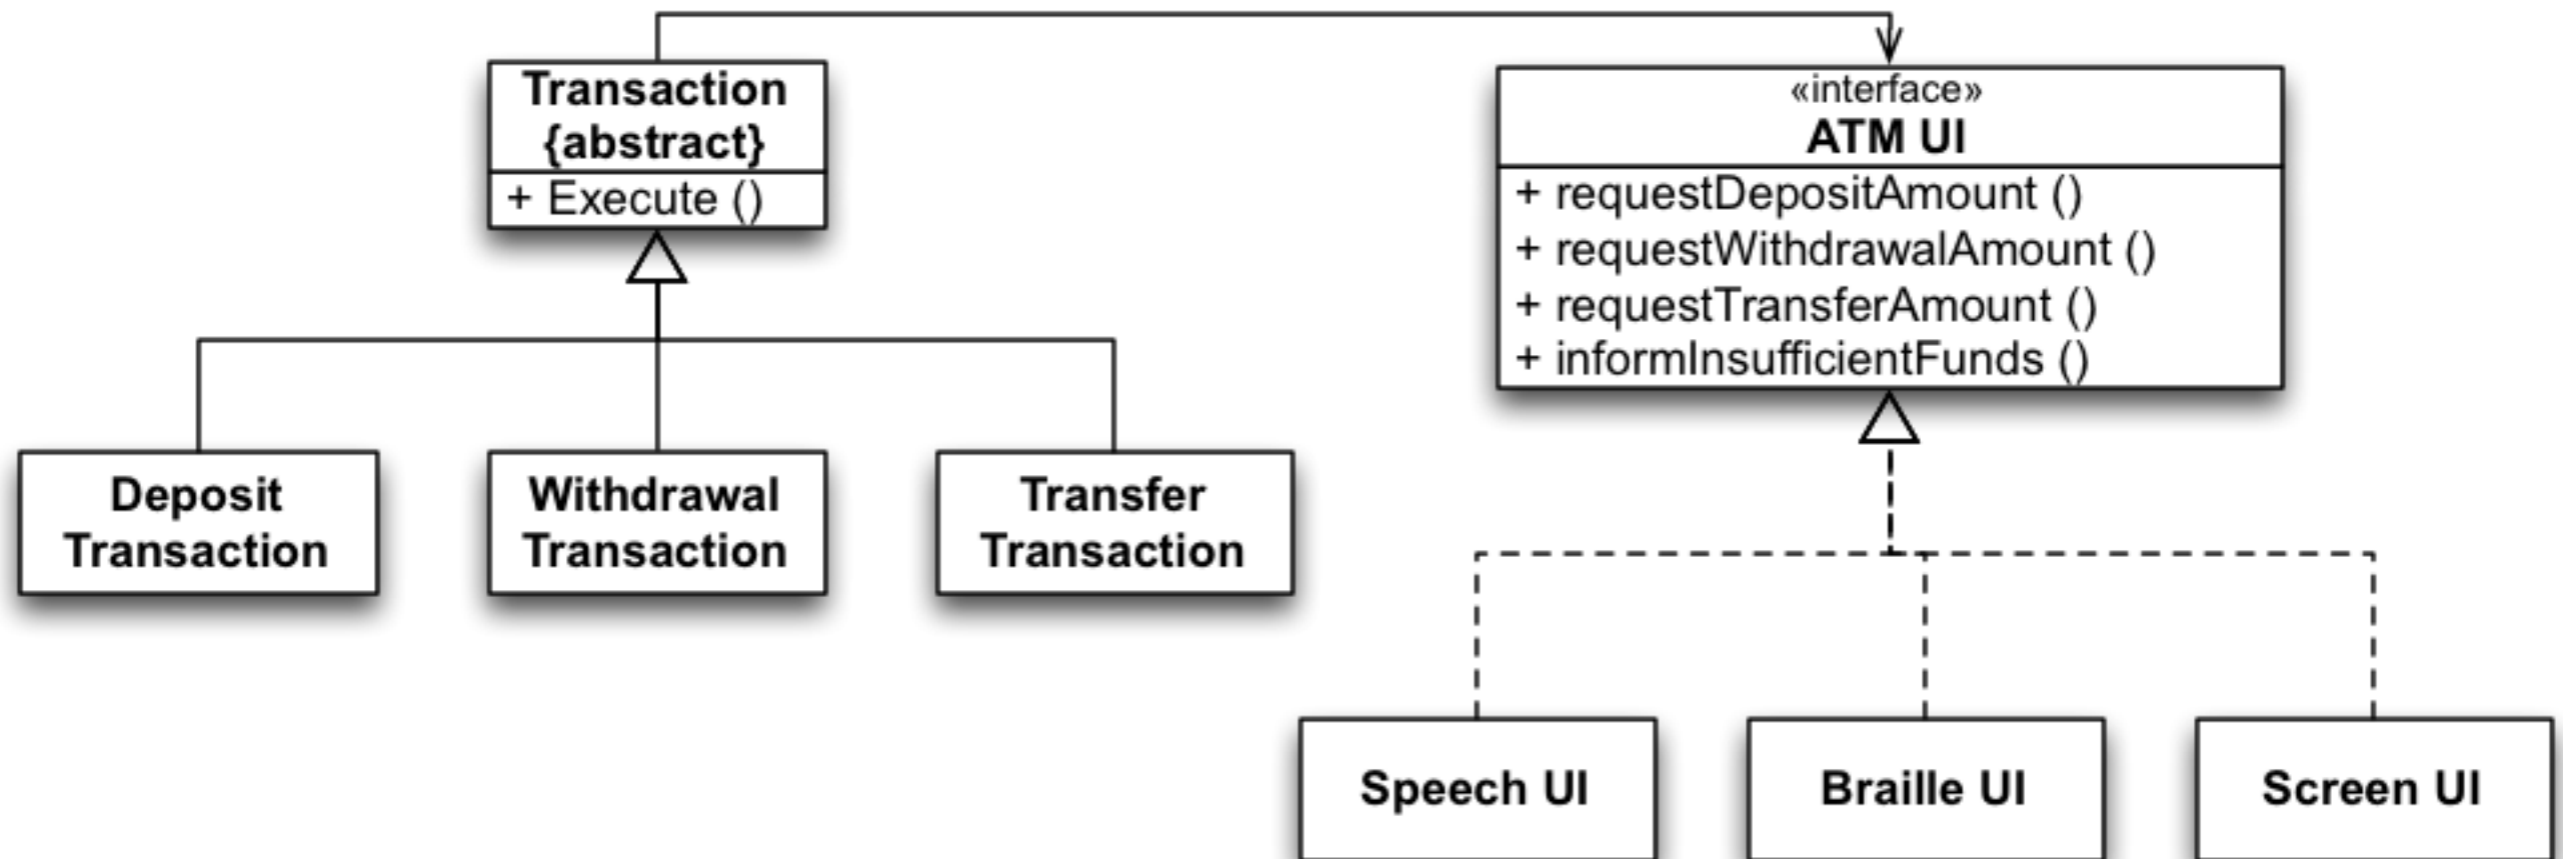 Transaction
{abstract}
+ Execute ()
«interface»
ATM UI
+ requestDepositAmount ()
+ requestWithdrawalAmount ()
+ requestTransferAmount ()
+ informInsufficientFunds ()
Deposit
Transaction
Withdrawal
Transaction
Transfer
Transaction
Speech UI
Braille UI
Screen UI